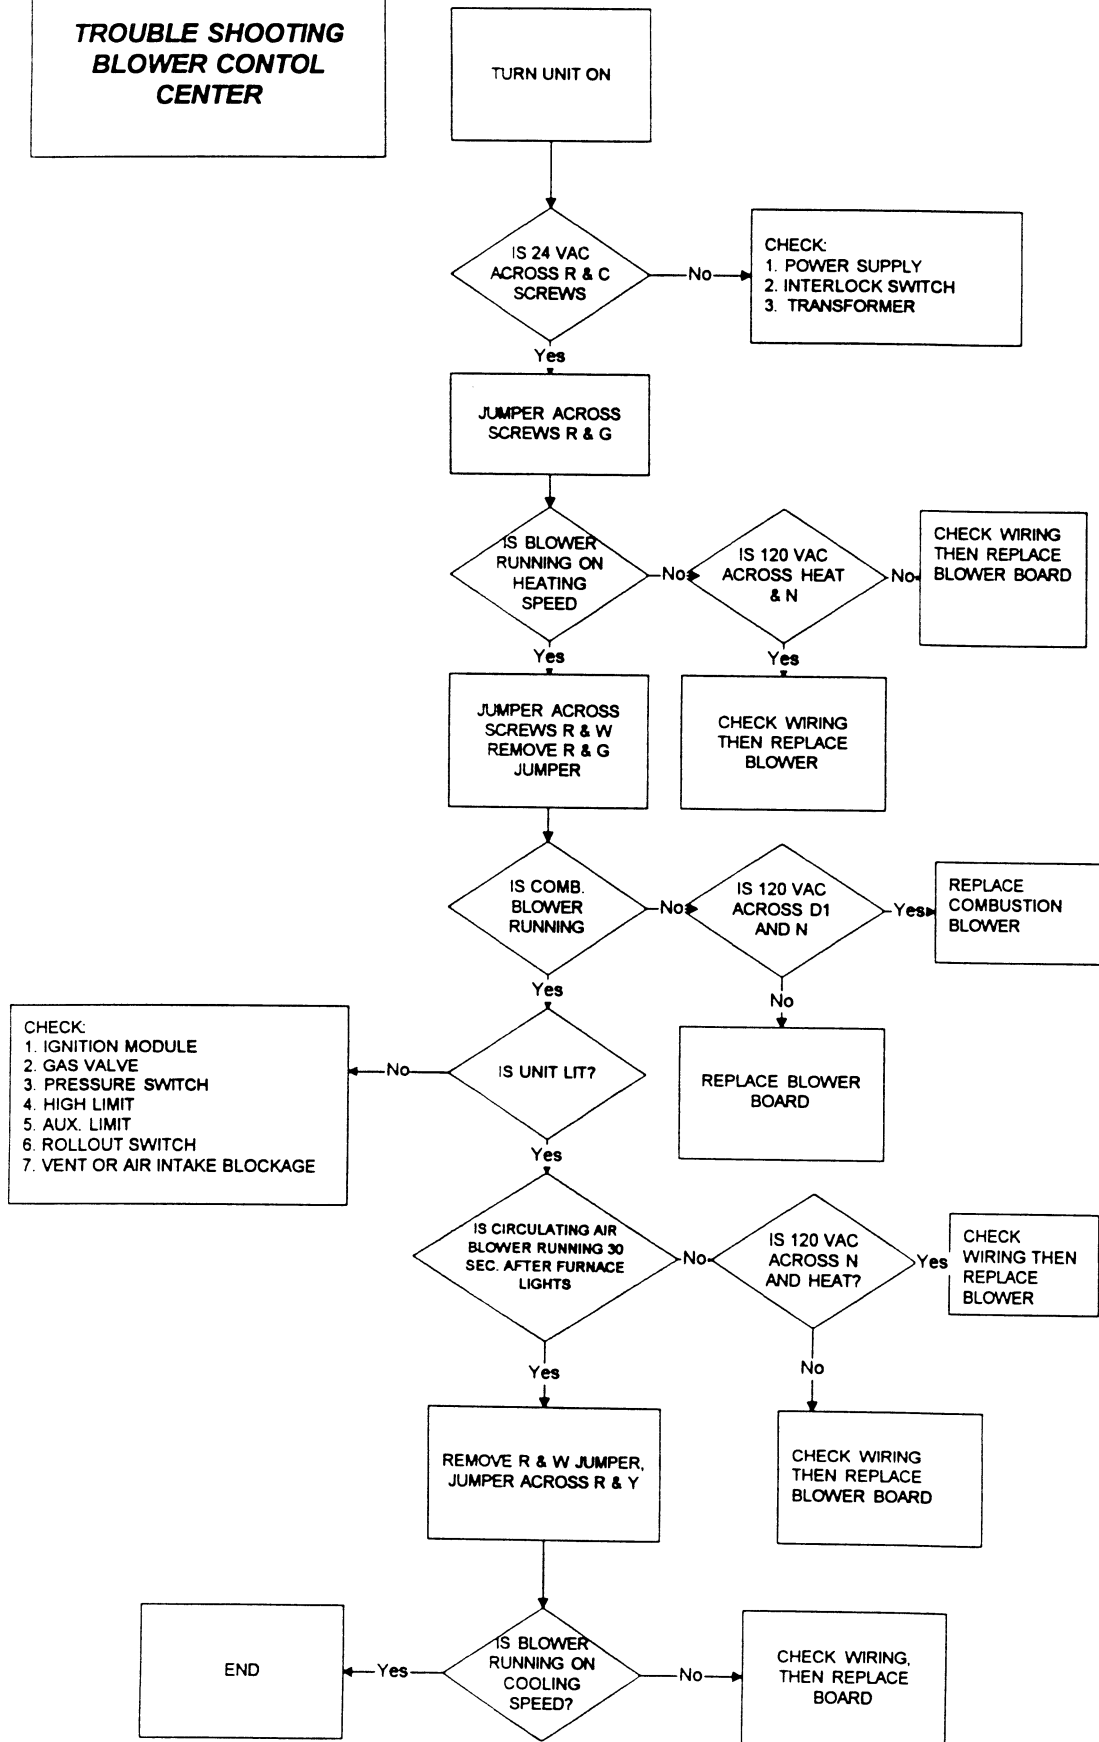 TROUBLE SHOOTING
BLOWER CONTOL
CENTER
TURN UNIT ON
IS 24 VAC
ACROSS R & C
SCREWS
No
CHECK:
1. POWER SUPPLY
2. INTERLOCK SWITCH
3. TRANSFORMER
Yes
JUMPER ACROSS
SCREWS R & G
IS BLOWER
RUNNING ON
HEATING
SPEED
No
IS 120 VAC
ACROSS HEAT
& N
No
CHECK WIRING
THEN REPLACE
BLOWER BOARD
Yes
Yes
JUMPER ACROSS
SCREWS R & W
REMOVE R & G
JUMPER
CHECK WIRING
THEN REPLACE
BLOWER
IS COMB.
BLOWER
RUNNING
No
IS 120 VAC
ACROSS D1
AND N
Yes
REPLACE
COMBUSTION
BLOWER
Yes
No
CHECK:
1. IGNITION MODULE
2. GAS VALVE
3. PRESSURE SWITCH
4. HIGH LIMIT
5. AUX. LIMIT
6. ROLLOUT SWITCH
7. VENT OR AIR INTAKE BLOCKAGE
No
IS UNIT LIT?
REPLACE BLOWER
BOARD
Yes
IS CIRCULATING AIR
BLOWER RUNNING 30
SEC. AFTER FURNACE
LIGHTS
No
IS 120 VAC
ACROSS N
AND HEAT?
Yes
CHECK
WIRING THEN
REPLACE
BLOWER
Yes
No
REMOVE R & W JUMPER,
JUMPER ACROSS R & Y
CHECK WIRING
THEN REPLACE
BLOWER BOARD
END
Yes
IS BLOWER
RUNNING ON
COOLING
SPEED?
No
CHECK WIRING,
THEN REPLACE
BOARD